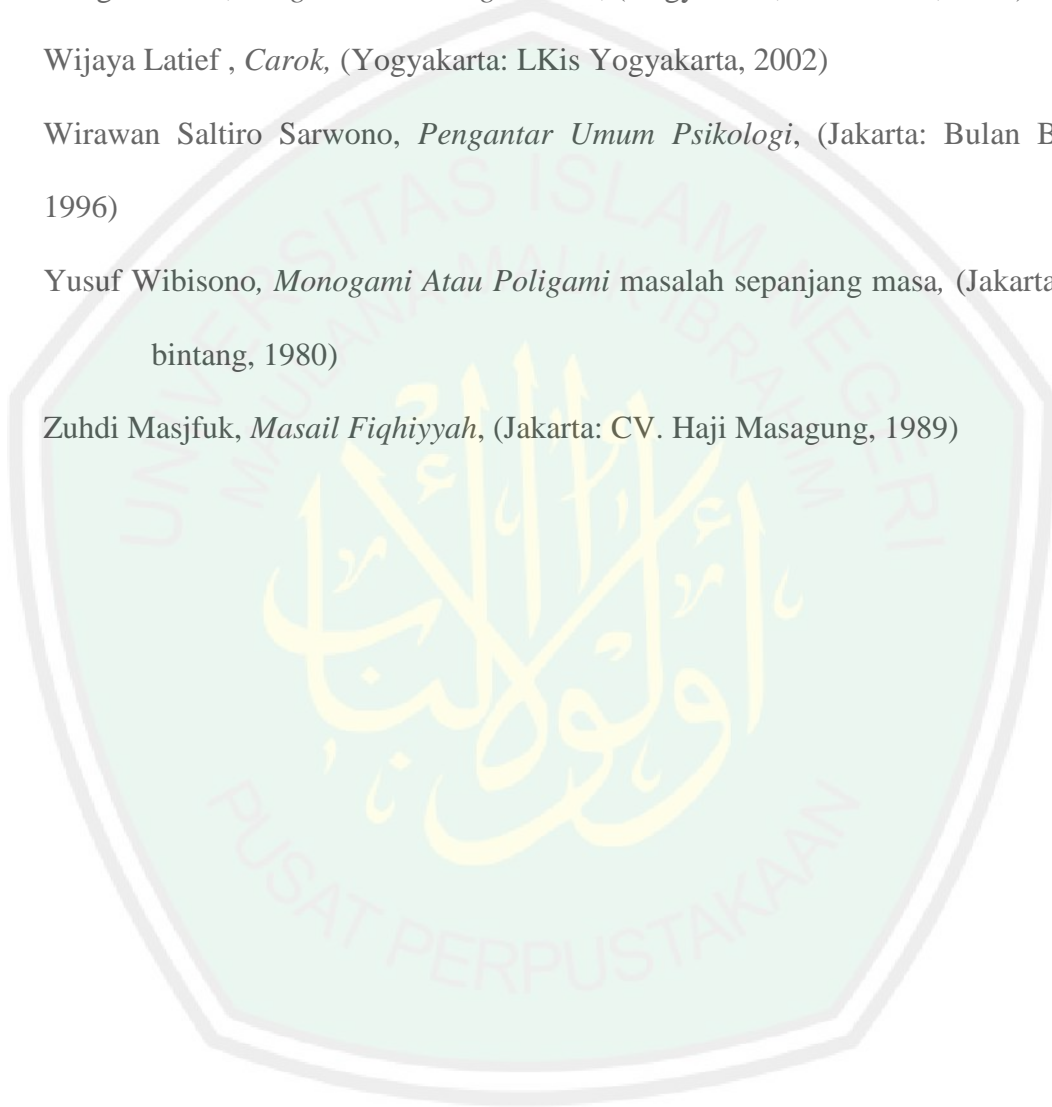 Wijaya Latief , Carok, (Yogyakarta: LKis Yogyakarta, 2002)
Wirawan Saltiro Sarwono, Pengantar Umum Psikologi, (Jakarta: Bulan B
1996)
Yusuf Wibisono, Monogami Atau Poligami masalah sepanjang masa, (Jakarta
bintang, 1980)
Zuhdi Masjfuk, Masail Fiqhiyyah, (Jakarta: CV. Haji Masagung, 1989)
UNIVERSITAS ISLAM NEGERI
MAULANA MALIK IBRAHIM
PUSAT PERPUSTAKAAN